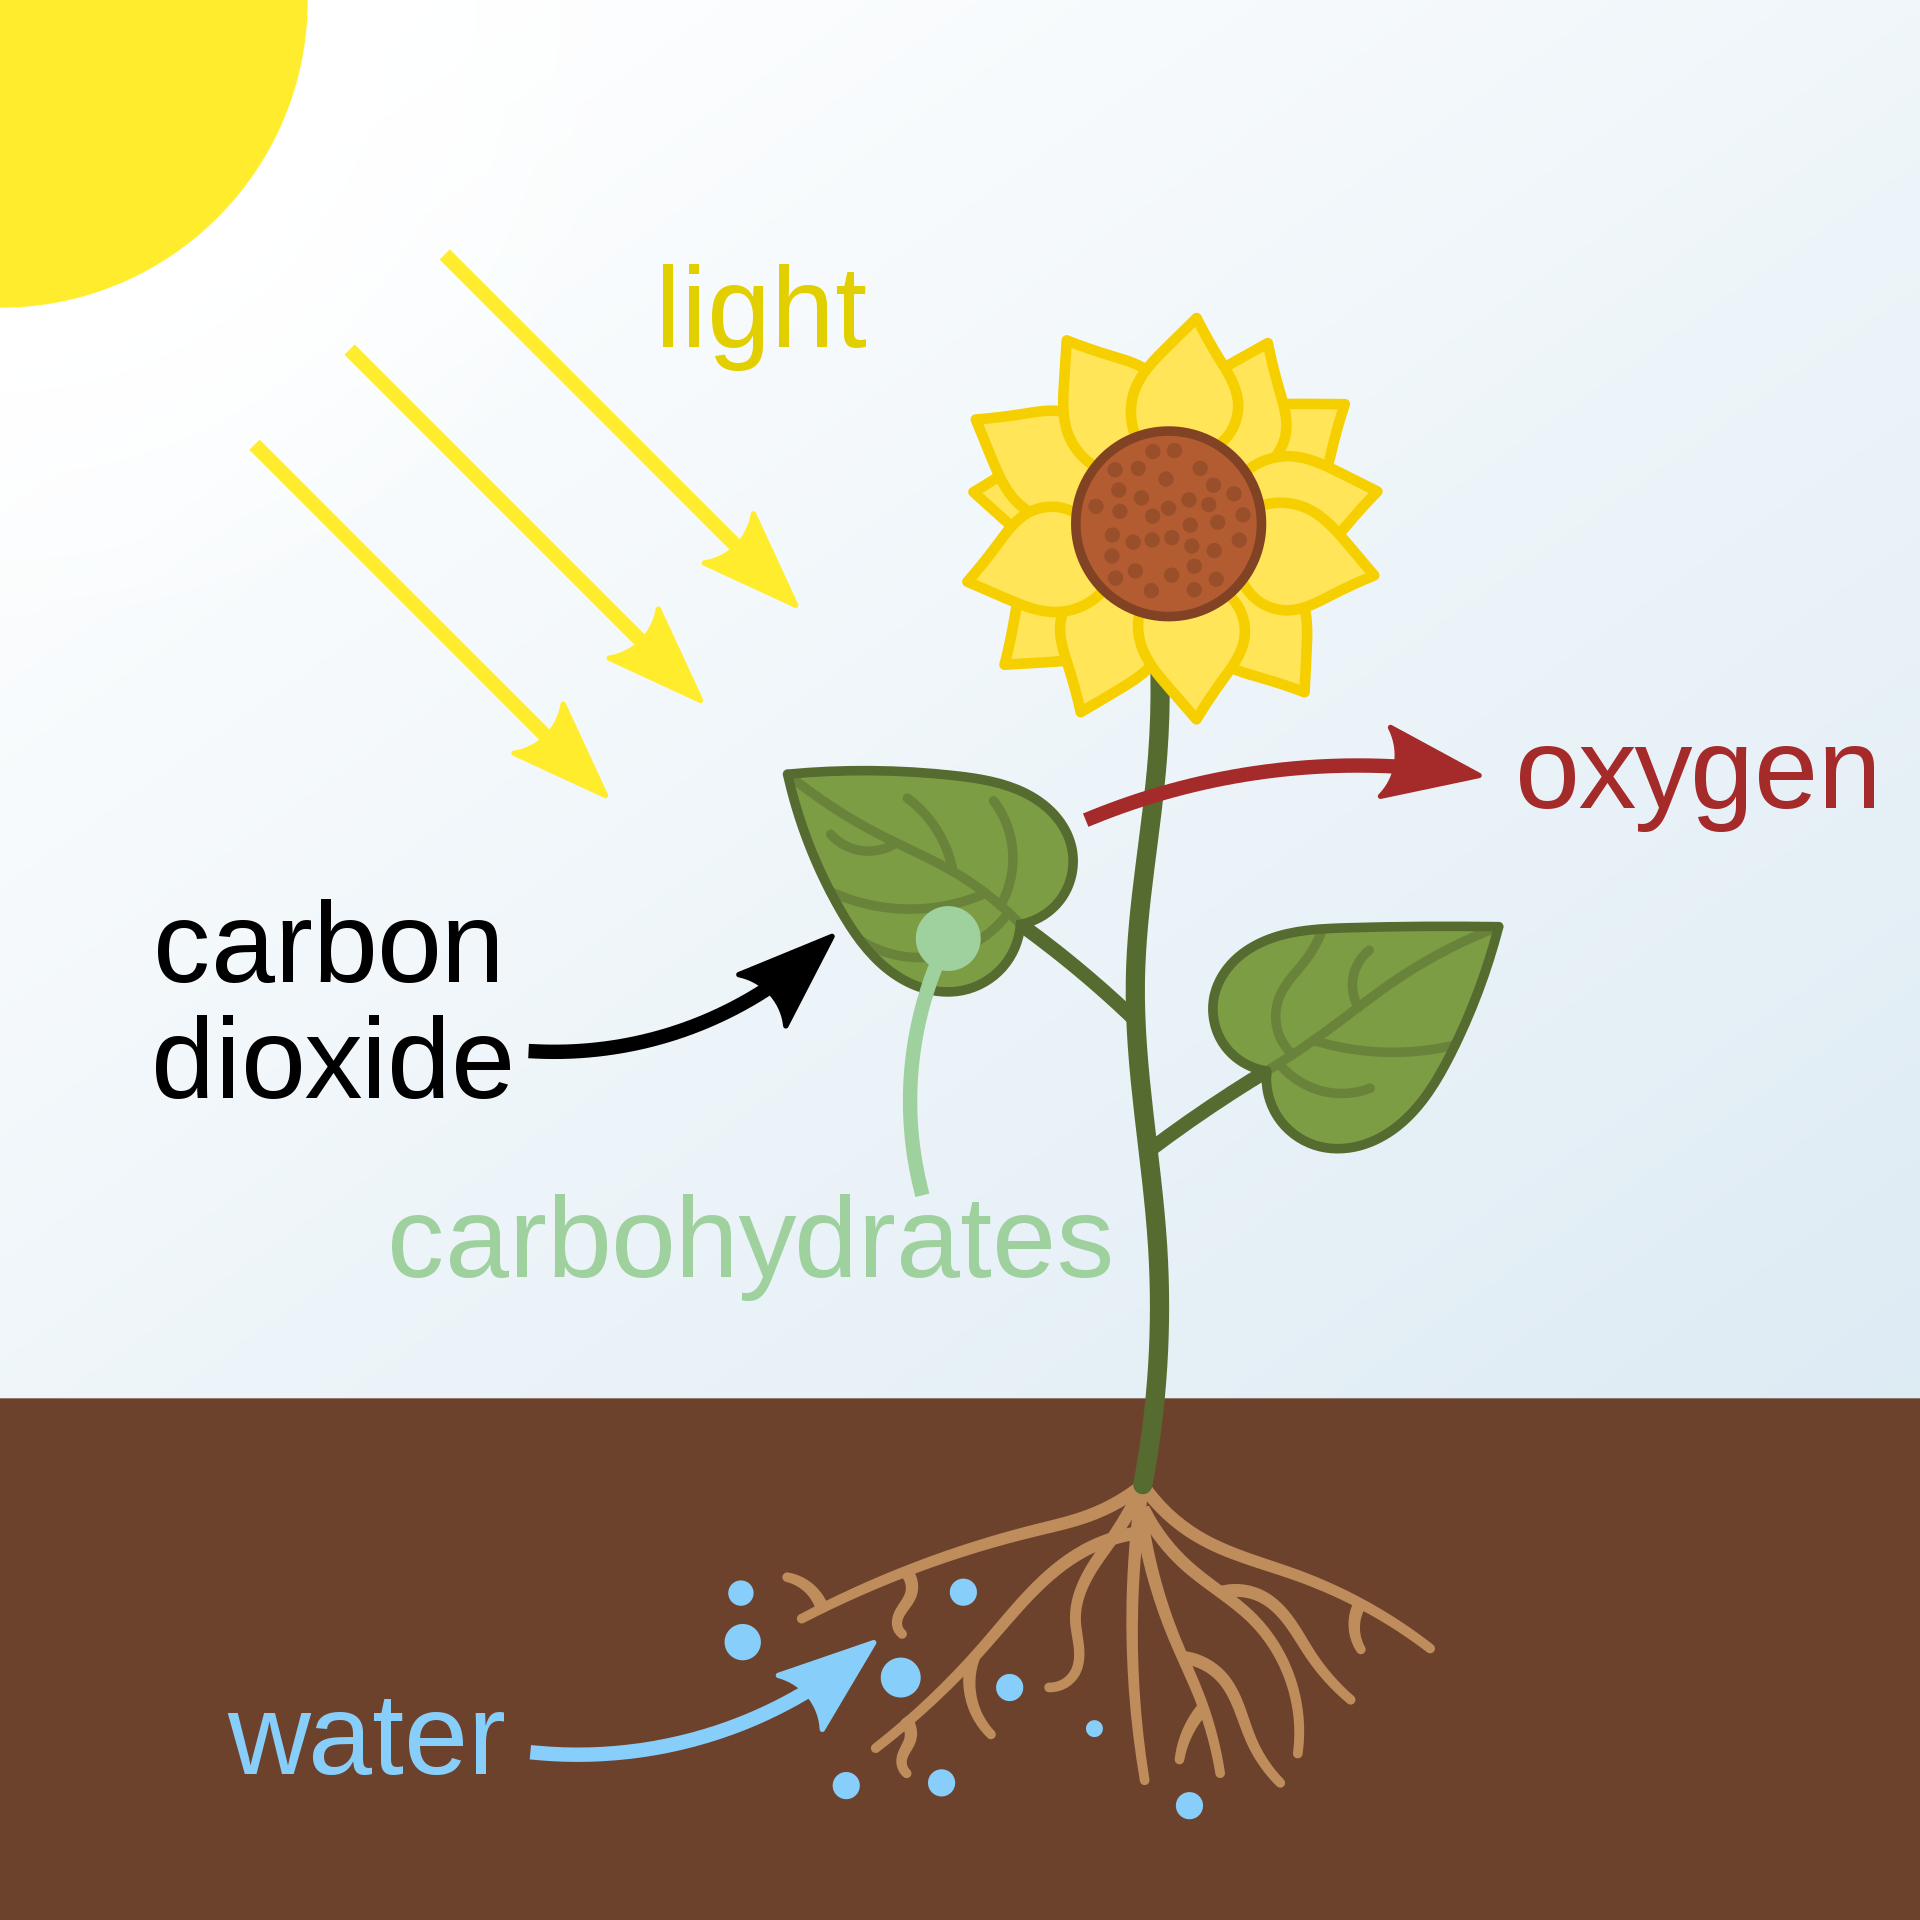 light
oxygen
carbon
dioxide
carbohydrates
water